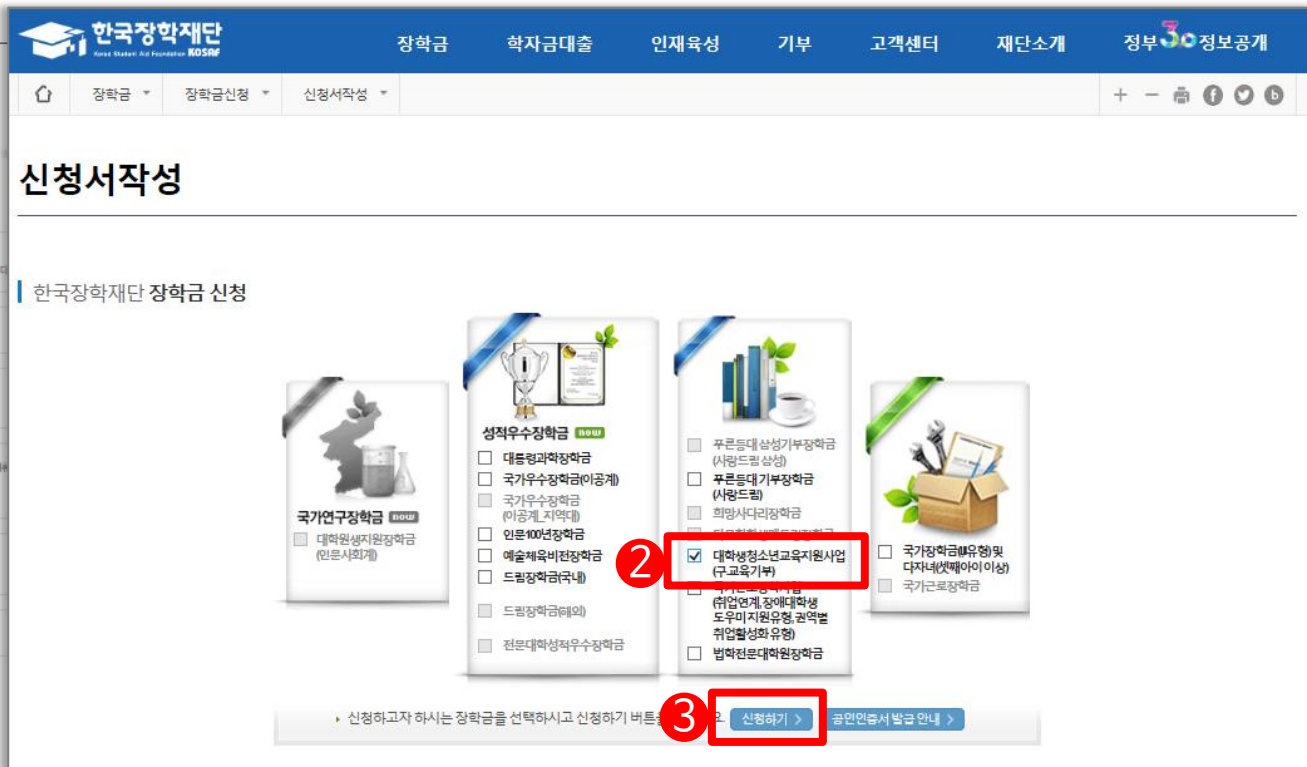 한국장학재단
Korea Student Aid Foundation KOSAF
장학금 학자금대출 인재육성 기부 고객센터 재단소개 정부3.0정보공개
장학금 장학금신청 신청서작성
신청서작성
한국장학재단 장학금 신청
국가연구장학금 new
대학원생지원장학금
(인문사회계)
성적우수장학금 new
대통령과학장학금
국가우수장학금(이공계)
국가우수장학금
(이공계_지역대)
인문100년장학금
예술체육비전장학금
드림장학금(국내)
드림장학금(해외)
전문대학성적우수장학금
푸른등대 삼성기부장학금
(사랑드림 삼성)
푸른등대 기부장학금
(사랑드림)
희망사다리장학금
2
대학생청소년교육지원사업
(구.교육기부)
(취업연계,장애대학생
도우미지원유형,권역별
취업활성화 유형)
법학전문대학원장학금
국가장학금(I,II유형) 및
다자녀(셋째아이 이상)
국가근로장학금
신청하고자 하시는 장학금을 선택하시고 신청하기 버튼을
3
신청하기 >
공인인증서 발급 안내 >